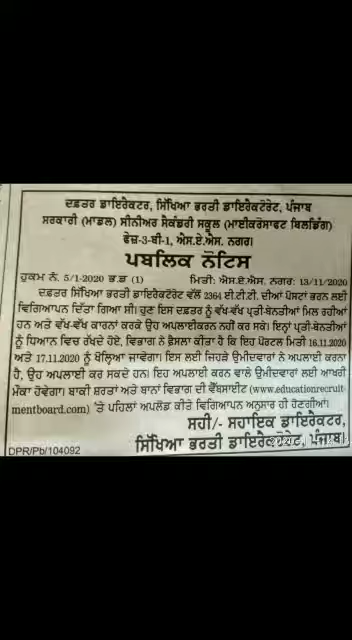 ਦਫ਼ਤਰ ਡਾਇਰੈਕਟਰ, ਸਿੱਖਿਆ ਭਰਤੀ ਡਾਇਰੈਕਟੋਰੇਟ, ਪੰਜਾਬ
ਸਰਕਾਰੀ (ਮਾਡਲ) ਸੀਨੀਅਰ ਸੈਕੰਡਰੀ ਸਕੂਲ (ਮਾਈਕਰੋਸਾਫਟ ਬਿਲਡਿੰਗ)
ਫੇਜ਼-3-ਬੀ-1, ਐਸ.ਏ.ਐਸ. ਨਗਰ।
ਪਬਲਿਕ ਨੋਟਿਸ
ਹੁਕਮ ਨੰ. 5/1-2020 ਭ.ਡ (1) ਮਿਤੀ: ਐਸ.ਏ.ਐਸ. ਨਗਰ: 13/11/2020
ਦਫਤਰ ਸਿੱਖਿਆ ਭਰਤੀ ਡਾਇਰੈਕਟੋਰੇਟ ਵੱਲੋਂ 2364 ਈ.ਟੀ.ਟੀ. ਦੀਆਂ ਪੋਸਟਾਂ ਭਰਨ ਲਈ
ਵਿਗਿਆਪਨ ਦਿੱਤਾ ਗਿਆ ਸੀ। ਹੁਣ ਇਸ ਦਫਤਰ ਨੂੰ ਵੱਖ-ਵੱਖ ਪ੍ਰਤੀ-ਬੇਨਤੀਆਂ ਮਿਲ ਰਹੀਆਂ
ਹਨ ਅਤੇ ਵੱਖ-ਵੱਖ ਕਾਰਨਾਂ ਕਰਕੇ ਉਹ ਅਪਲਾਈਕਰਨ ਨਹੀਂ ਕਰ ਸਕੇ। ਇਨ੍ਹਾਂ ਪ੍ਰਤੀ-ਬੇਨਤੀਆਂ
ਨੂੰ ਧਿਆਨ ਵਿਚ ਰੱਖਦੇ ਹੋਏ, ਵਿਭਾਗ ਨੇ ਫੈਸਲਾ ਕੀਤਾ ਹੈ ਕਿ ਇਹ ਪੋਰਟਲ ਮਿਤੀ 16.11.2020
ਅਤੇ 17.11.2020 ਨੂੰ ਖੋਲ੍ਹਿਆ ਜਾਵੇਗਾ। ਇਸ ਲਈ ਜਿਹੜੇ ਉਮੀਦਵਾਰਾਂ ਨੇ ਅਪਲਾਈ ਕਰਨਾ
ਹੈ, ਉਹ ਅਪਲਾਈ ਕਰ ਸਕਦੇ ਹਨ। ਇਹ ਅਪਲਾਈ ਕਰਨ ਵਾਲੇ ਉਮੀਦਵਾਰਾਂ ਲਈ ਆਖਰੀ
ਮੌਕਾ ਹੋਵੇਗਾ। ਬਾਕੀ ਸ਼ਰਤਾਂ ਅਤੇ ਬਾਨਾਂ ਵਿਭਾਗ ਦੀ ਵੈੱਬਸਾਈਟ (www.educationrecruit-
mentboard.com) 'ਤੇ ਪਹਿਲਾਂ ਅਪਲੋਡ ਕੀਤੇ ਵਿਗਿਆਪਨ ਅਨੁਸਾਰ ਹੀ ਹੋਣਗੀਆਂ।
ਸਹੀ/- ਸਹਾਇਕ ਡਾਇਰੈਕਟਰ,
DPR/Pb/104092 ਸਿੱਖਿਆ ਭਰਤੀ ਡਾਇਰੈਕਟੋਰੇਟ, ਪੰਜਾਬ